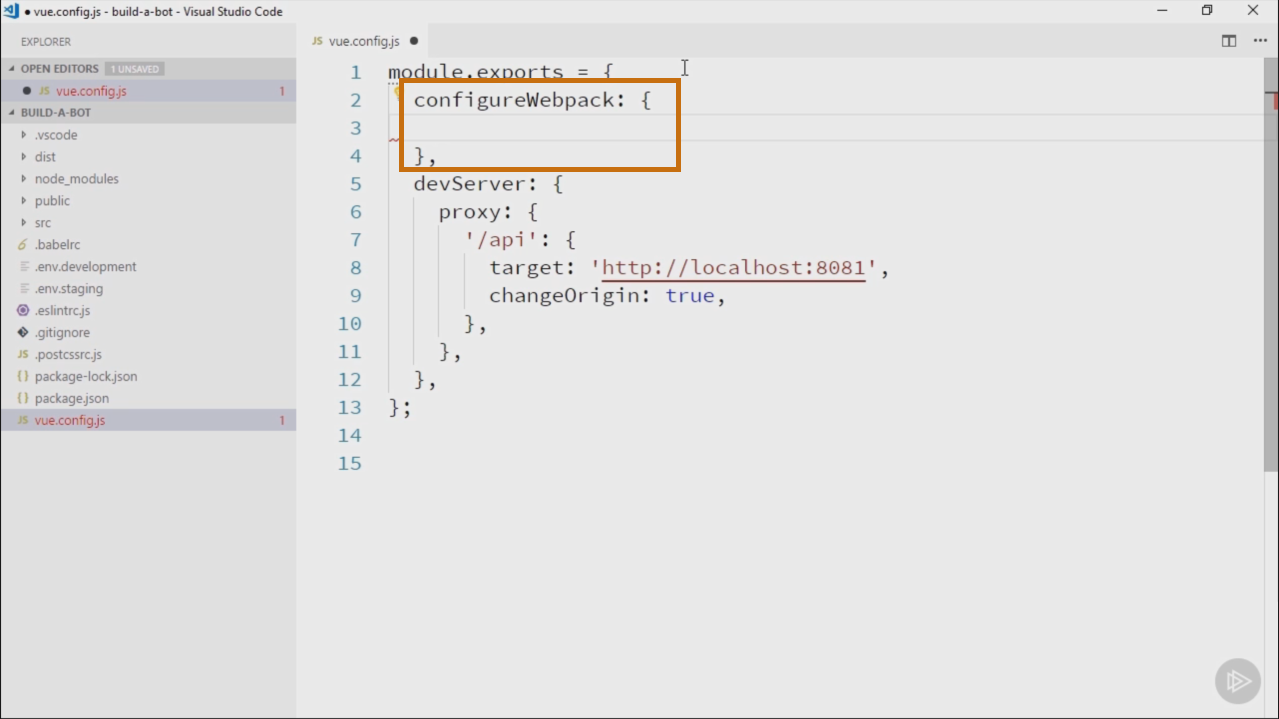 ● vue.config.js - build-a-bot - Visual Studio Code
EXPLORER
OPEN EDITORS 1 UNSAVED
JS vue.config.js 1
BUILD-A-BOT
.vscode
dist
node_modules
public
src
.babelrc
.env.development
.env.staging
.eslintrc.js
.gitignore
JS .postcssrc.js
{} package-lock.json
{} package.json
JS vue.config.js 1
JS vue.config.js ●
1 module.exports = {
2 configureWebpack: {
3
4 },
5 devServer: {
6 proxy: {
7 '/api': {
8 target: 'http://localhost:8081',
9 changeOrigin: true,
10 },
11 },
12 },
13 };
14
15